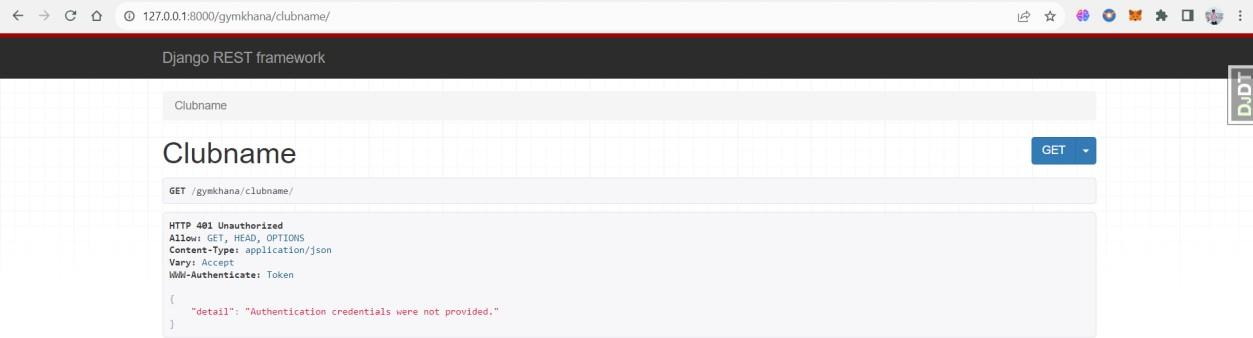 127.0.0.1:8000/gymkhana/clubname/
Django REST framework
DJDT
Clubname
Clubname
GET
GET /gymkhana/clubname/
HTTP 401 Unauthorized
Allow: GET, HEAD, OPTIONS
Content-Type: application/json
Vary: Accept
WWW-Authenticate: Token
{
"detail": "Authentication credentials were not provided."
}